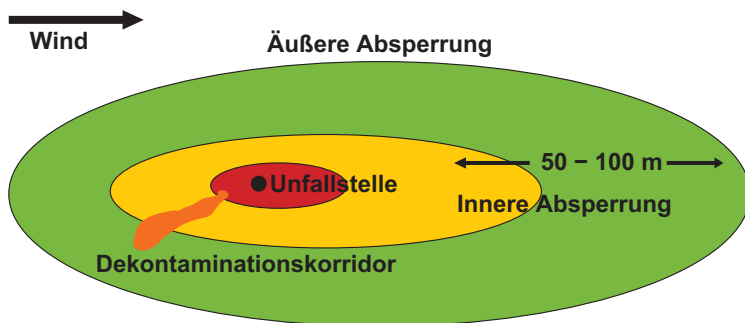 Wind
Äußere Absperrung
50 – 100 m
Unfallstelle
Innere Absperrung
Dekontaminationskorridor